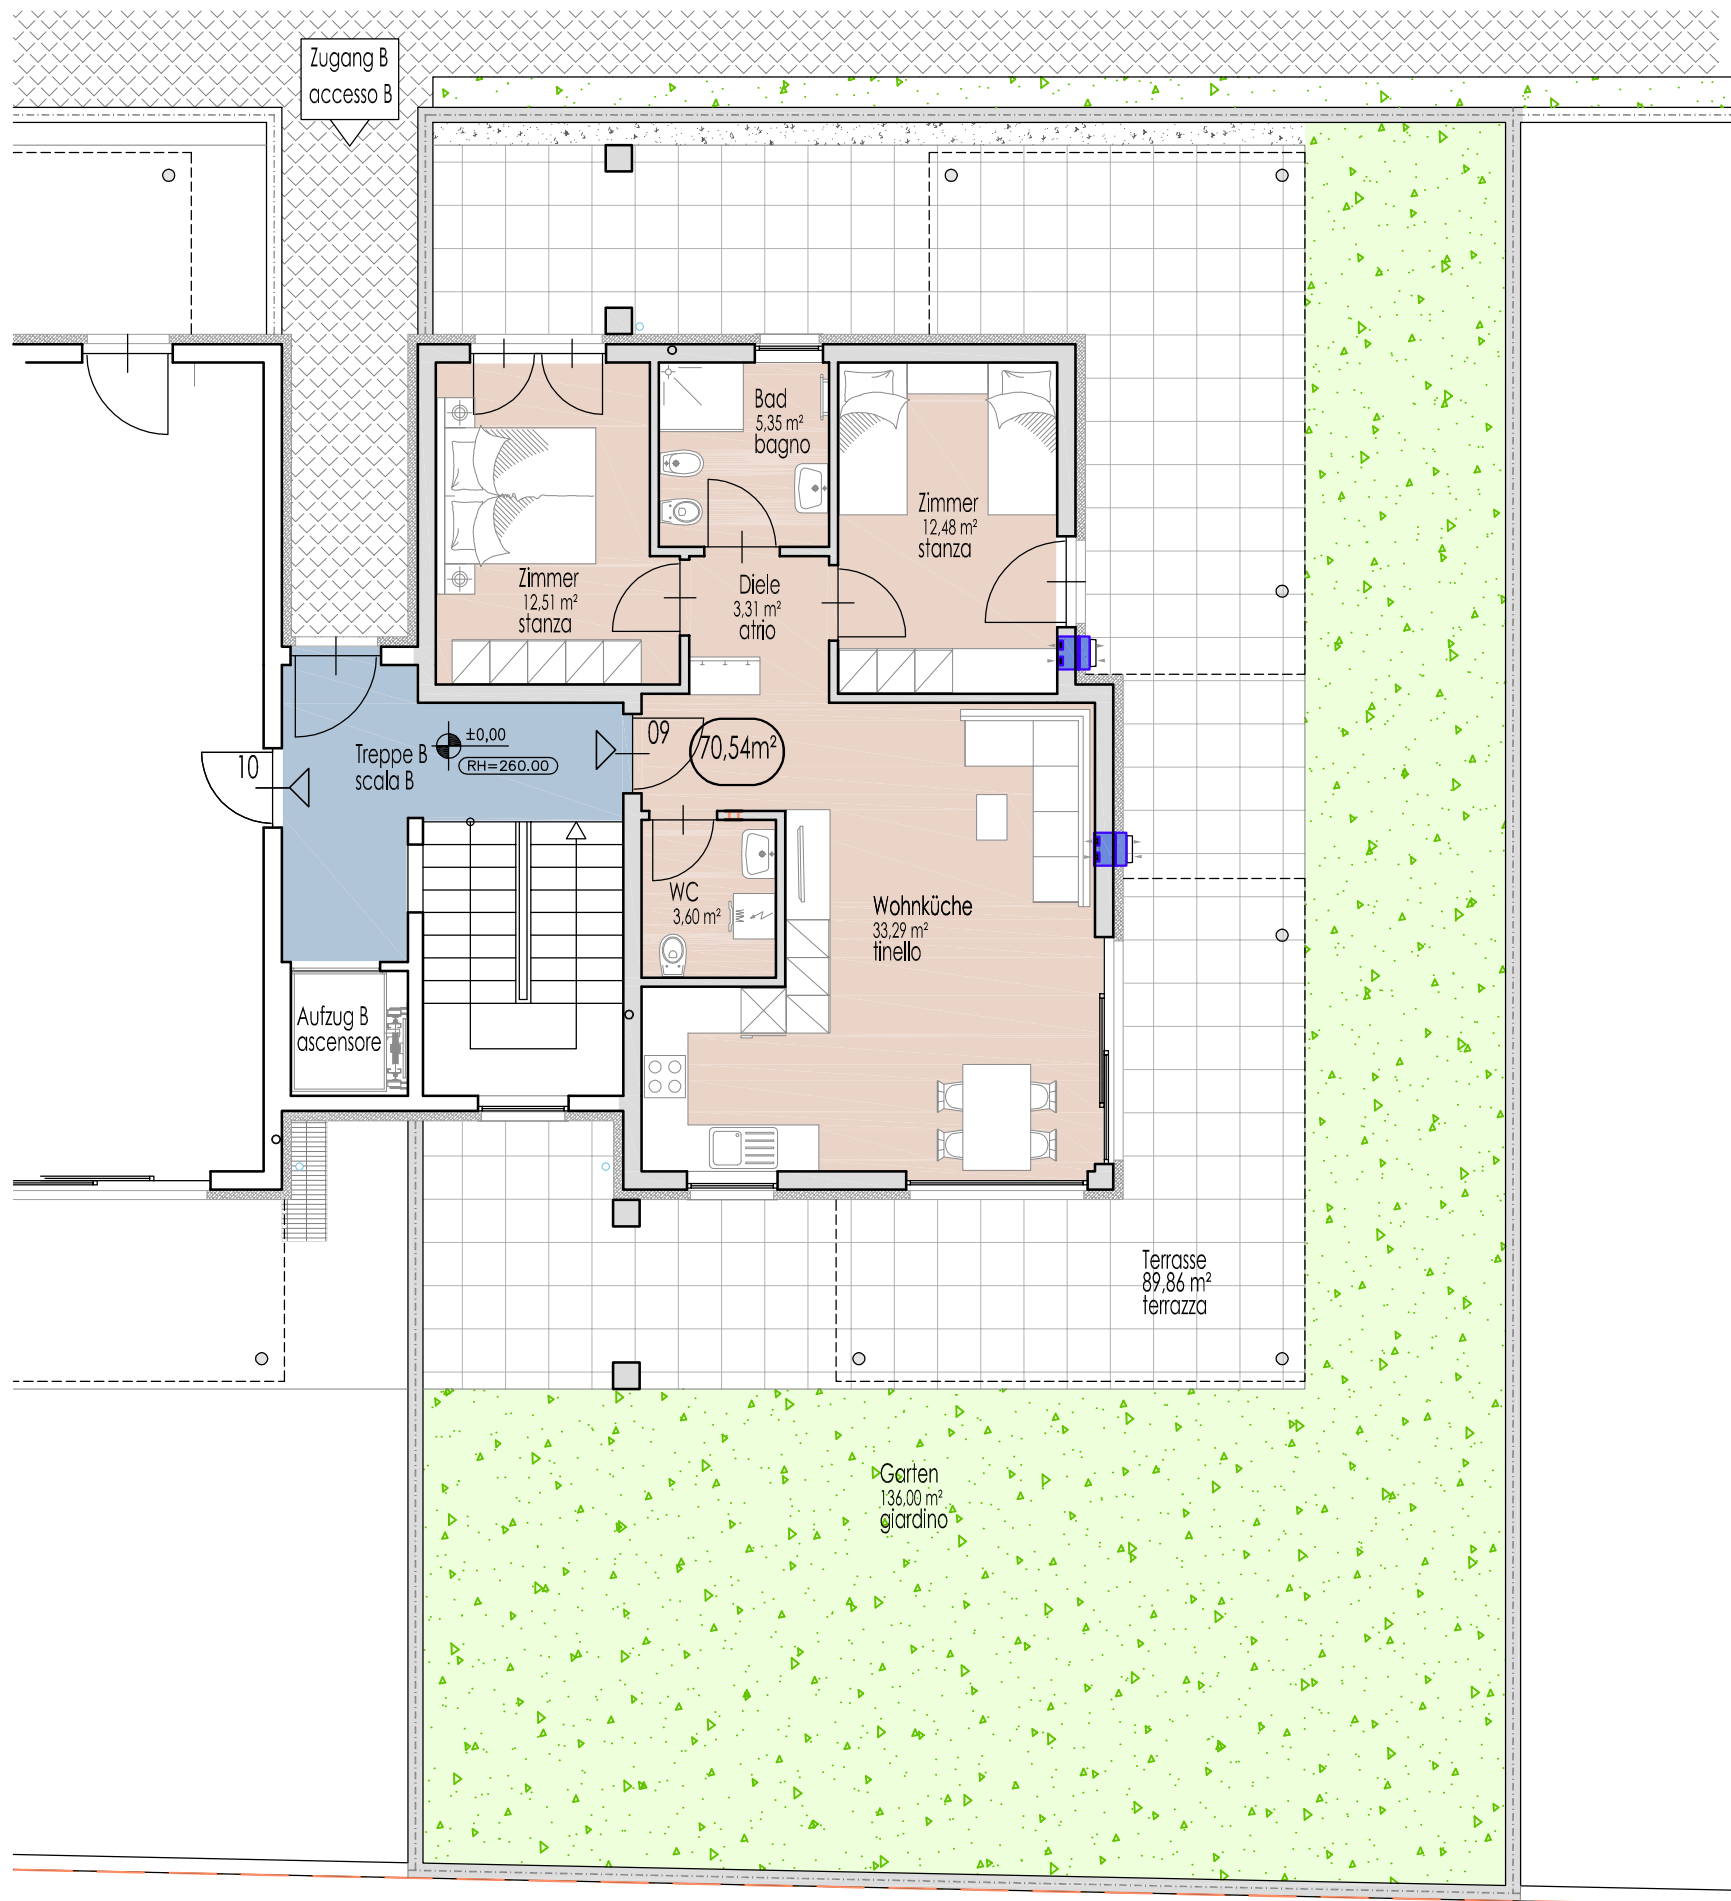 Zugang B
accesso B
Bad
5,35 m²
bagno
Zimmer
12,48 m²
stanza
Zimmer
12,51 m²
stanza
Diele
3,31 m²
atrio
±0,00
RH=260.00
Treppe B
scala B
09
70,54m²
10
WC
3,60 m²
WM
Wohnküche
33,29 m²
tinello
Aufzug B
ascensore
Terrasse
89,86 m²
terrazza
Garten
136,00 m²
giardino